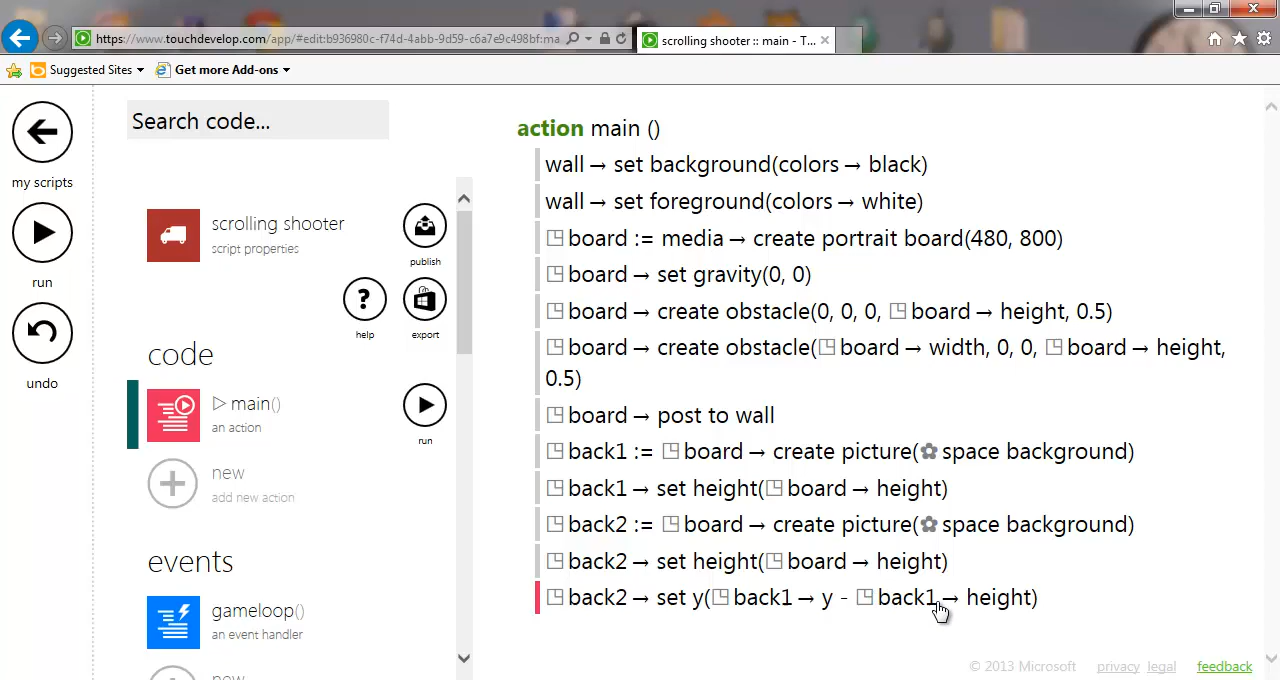 https://www.touchdevelop.com/app/#edit:b936980c-f74d-4abb-9d59-c6a7e9c498bf:ma
scrolling shooter :: main - T...
Suggested Sites
Get more Add-ons
my scripts
run
undo
Search code...
scrolling shooter
script properties
publish
?
help
export
code
main()
an action
run
new
add new action
events
gameloop()
an event handler
new
action main ()
wall → set background(colors → black)
wall → set foreground(colors → white)
board := media → create portrait board(480, 800)
board → set gravity(0, 0)
board → create obstacle(0, 0, 0, board → height, 0.5)
board → create obstacle(board → width, 0, 0, board → height,
0.5)
board → post to wall
back1 := board → create picture(space background)
back1 → set height(board → height)
back2 := board → create picture(space background)
back2 → set height(board → height)
back2 → set y(back1 → y - back1 → height)
© 2013 Microsoft privacy legal feedback